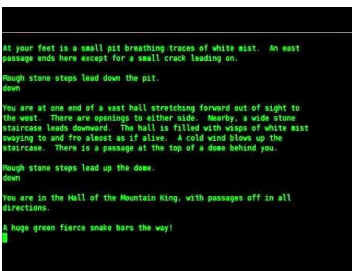 At your feet is a small pit breathing traces of white mist.  An east
passage ends here except for a small crack leading on.
Rough stone steps lead down the pit.
down
You are at one end of a vast hall stretching forward out of sight to
the west.  There are openings to either side.  Nearby, a wide stone
staircase leads downward.  The hall is filled with wisps of white mist
swaying to and fro almost as if alive.  A cold wind blows up the
staircase.  There is a passage at the top of a dome behind you.
Rough stone steps lead up the dome.
down
You are in the Hall of the Mountain King, with passages off in all
directions.
A huge green fierce snake bars the way!